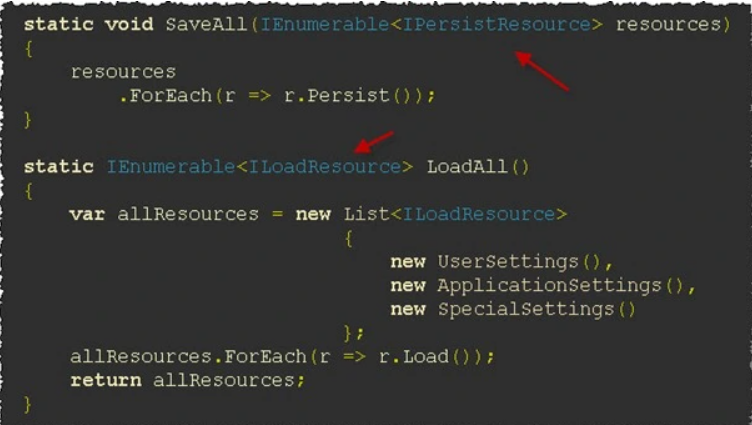 static void SaveAll(IEnumerable<IPersistResource> resources)
{
    resources
        .ForEach(r => r.Persist());
}
static IEnumerable<ILoadResource> LoadAll()
{
    var allResources = new List<ILoadResource>
                           {
                               new UserSettings(),
                               new ApplicationSettings(),
                               new SpecialSettings()
                           };
    allResources.ForEach(r => r.Load());
    return allResources;
}